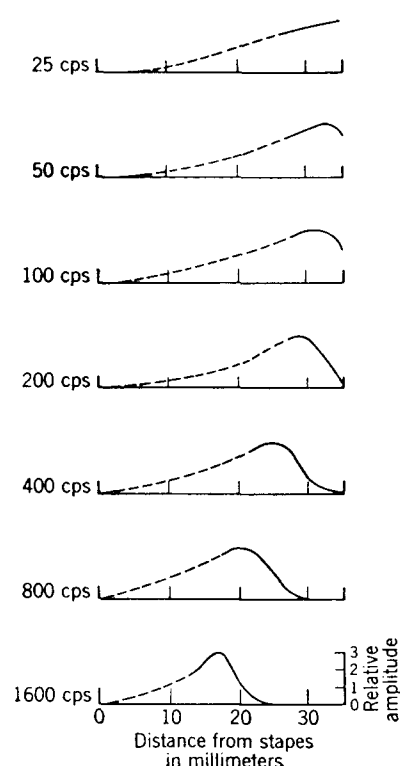 25 cps
50 cps
100 cps
200 cps
400 cps
800 cps
1600 cps
3
2
1
0
Relative
amplitude
0 10 20 30
Distance from stapes
in millimeters